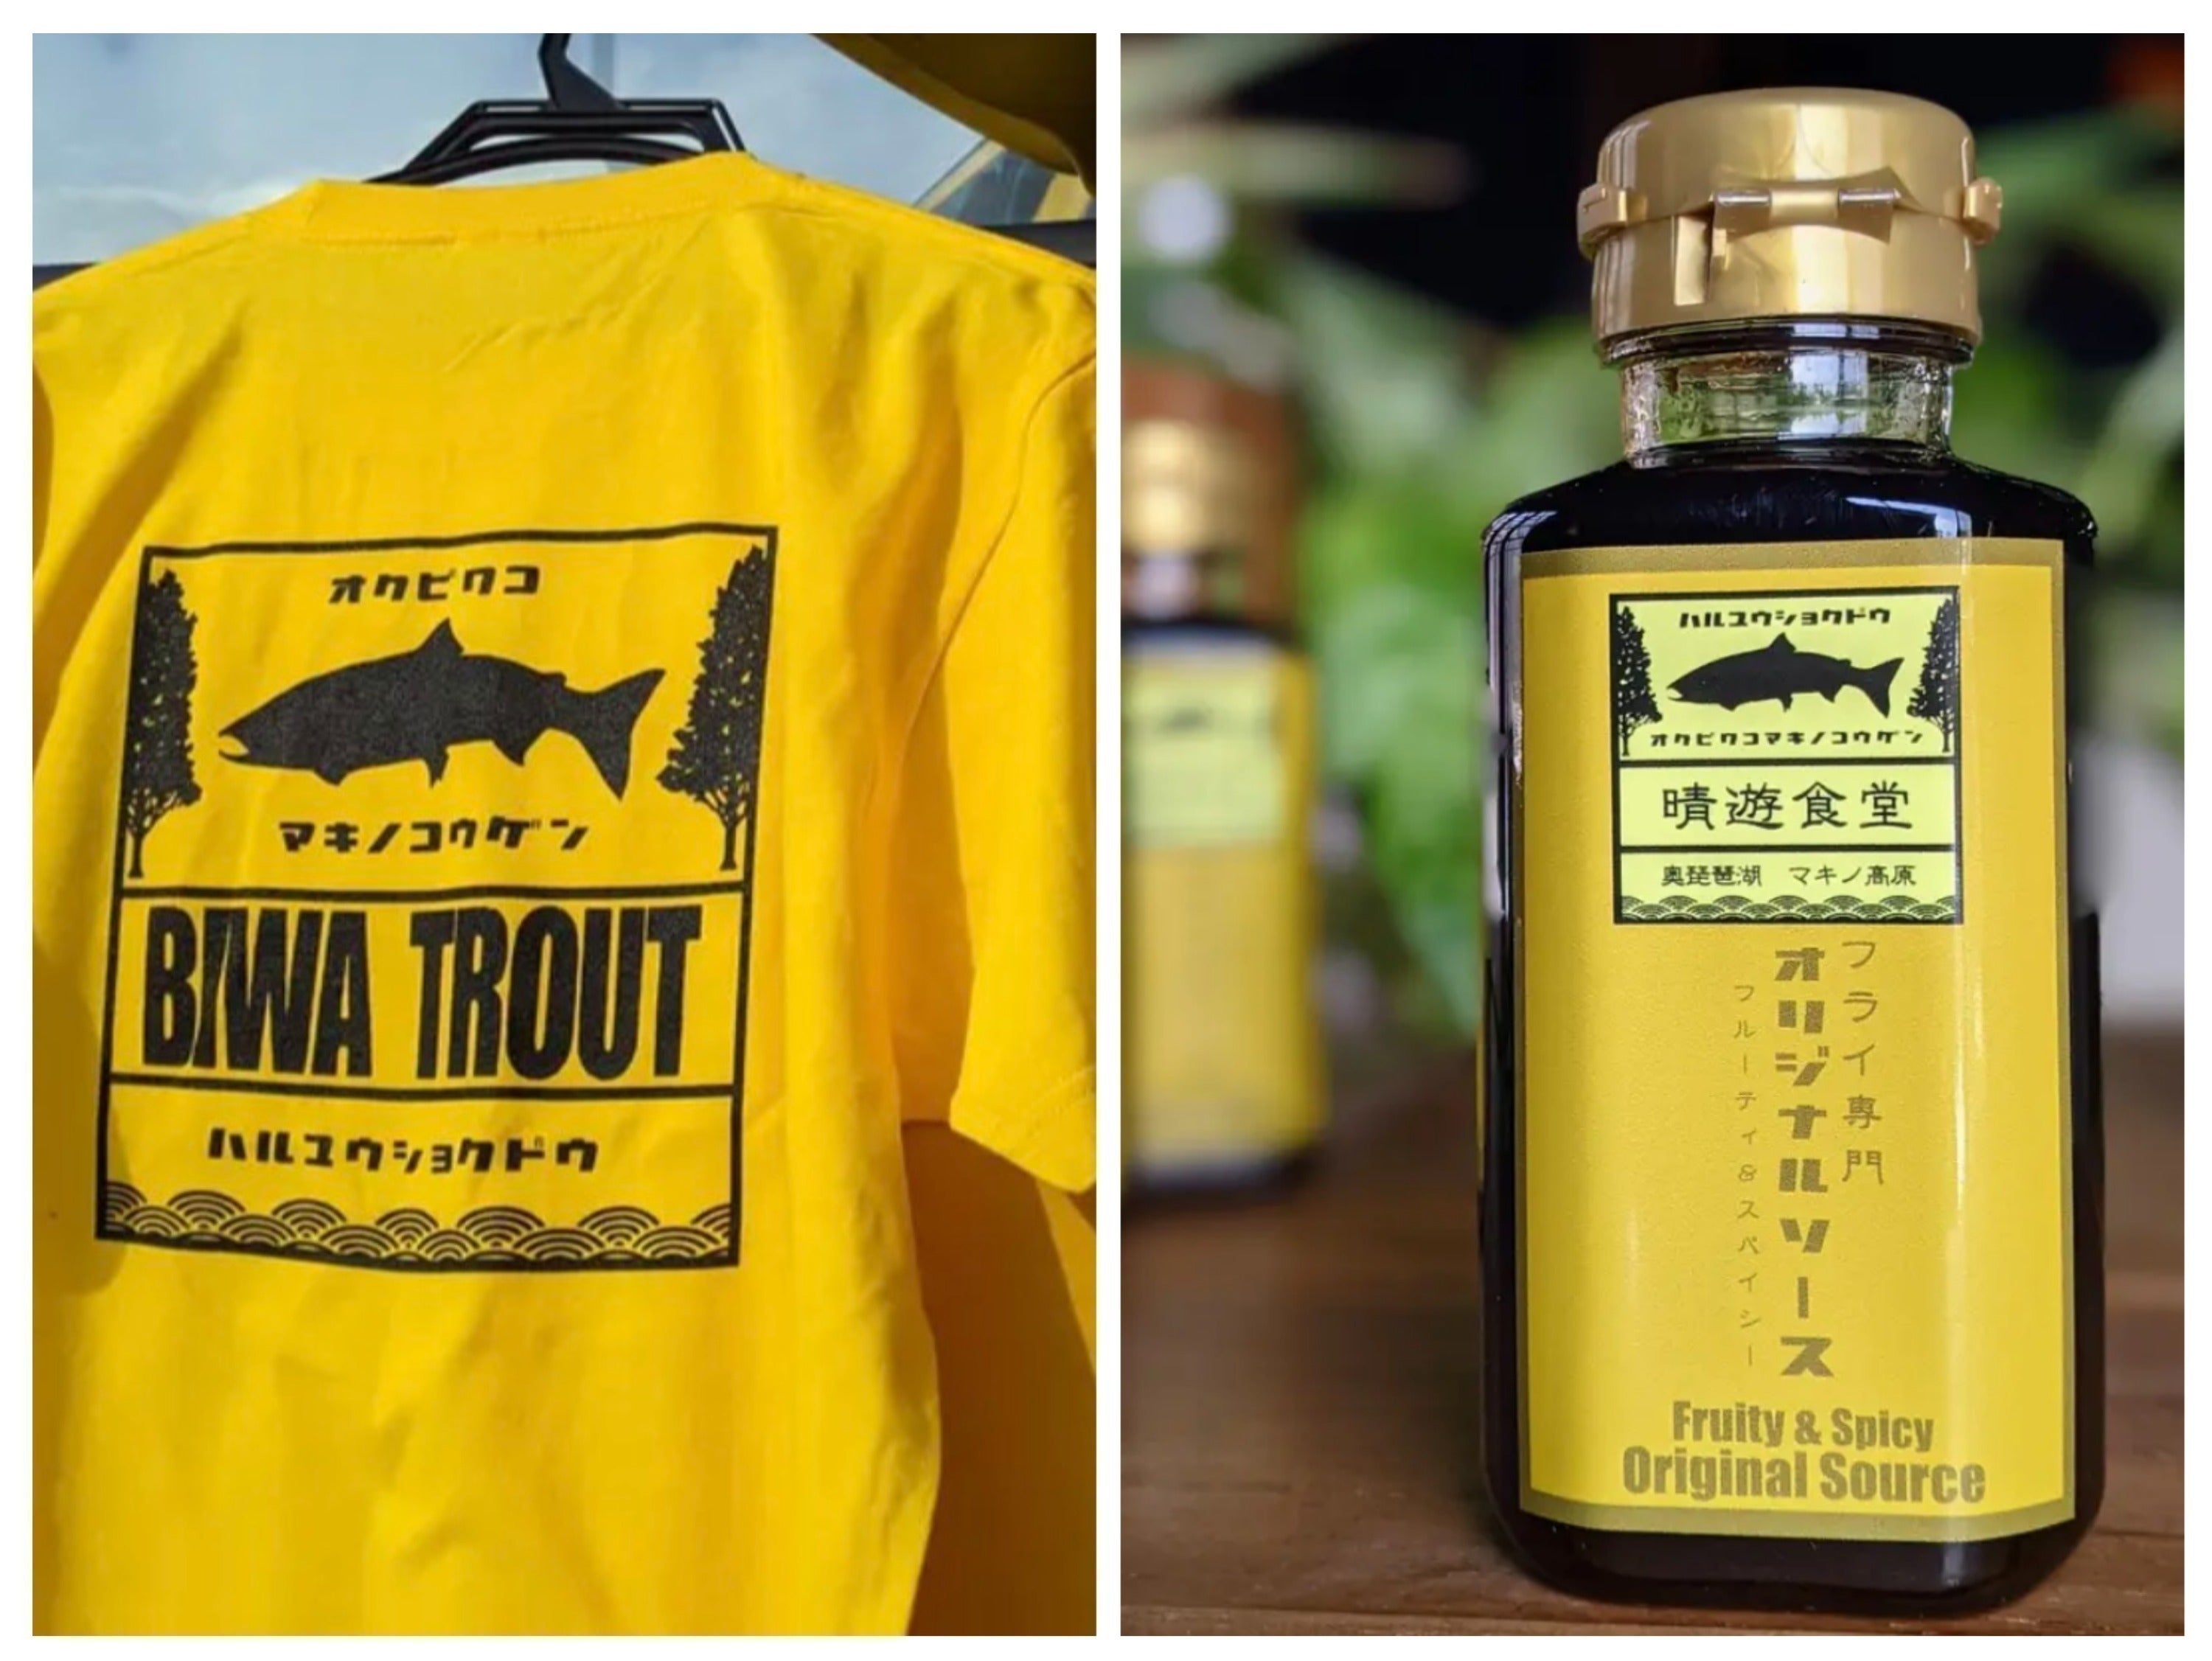 オクビワコ
マキノコウゲン
BIWA TROUT
ハルユウショクドウ
ハルユウショクドウ
オクビワコマキノコウゲン
晴遊食堂
奥琵琶湖　マキノ高原
フライ専門
オリジナルソース
フルーティ&スパイシー
Fruity & Spicy
Original Source